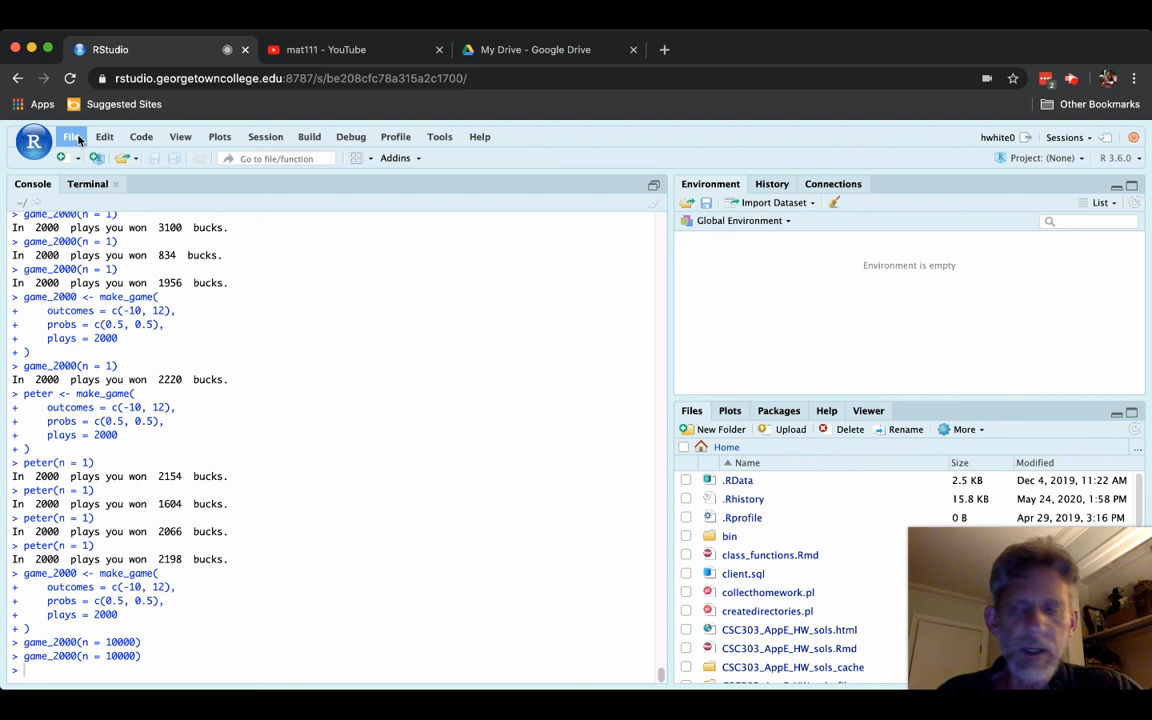 RStudio
mat111 - YouTube
My Drive - Google Drive
rstudio.georgetowncollege.edu:8787/s/be208cfc78a315a2c1700/
2
Apps
Suggested Sites
Other Bookmarks
R
File Edit Code View Plots Session Build Debug Profile Tools Help
hwhite0 Sessions
Go to file/function
Addins
Project: (None)
R 3.6.0
Console Terminal
~/
> game_2000(n = 1)
In 2000 plays you won 3100 bucks.
> game_2000(n = 1)
In 2000 plays you won 834 bucks.
> game_2000(n = 1)
In 2000 plays you won 1956 bucks.
> game_2000 <- make_game(
+ outcomes = c(-10, 12),
+ probs = c(0.5, 0.5),
+ plays = 2000
+ )
> game_2000(n = 1)
In 2000 plays you won 2220 bucks.
> peter <- make_game(
+ outcomes = c(-10, 12),
+ probs = c(0.5, 0.5),
+ plays = 2000
+ )
> peter(n = 1)
In 2000 plays you won 2154 bucks.
> peter(n = 1)
In 2000 plays you won 1604 bucks.
> peter(n = 1)
In 2000 plays you won 2066 bucks.
> peter(n = 1)
In 2000 plays you won 2198 bucks.
> game_2000 <- make_game(
+ outcomes = c(-10, 12),
+ probs = c(0.5, 0.5),
+ plays = 2000
+ )
> game_2000(n = 10000)
> game_2000(n = 10000)
>
Environment History Connections
Import Dataset
List
Global Environment
Environment is empty
Files Plots Packages Help Viewer
New Folder Upload Delete Rename More
Home
...
Name Size Modified
.RData 2.5 KB Dec 4, 2019, 11:22 AM
.Rhistory 15.8 KB May 24, 2020, 1:58 PM
.Rprofile 0 B Apr 29, 2019, 3:16 PM
bin
class_functions.Rmd
client.sql
collecthomework.pl
createdirectories.pl
CSC303_AppE_HW_sols.html
CSC303_AppE_HW_sols.Rmd
CSC303_AppE_HW_sols_cache